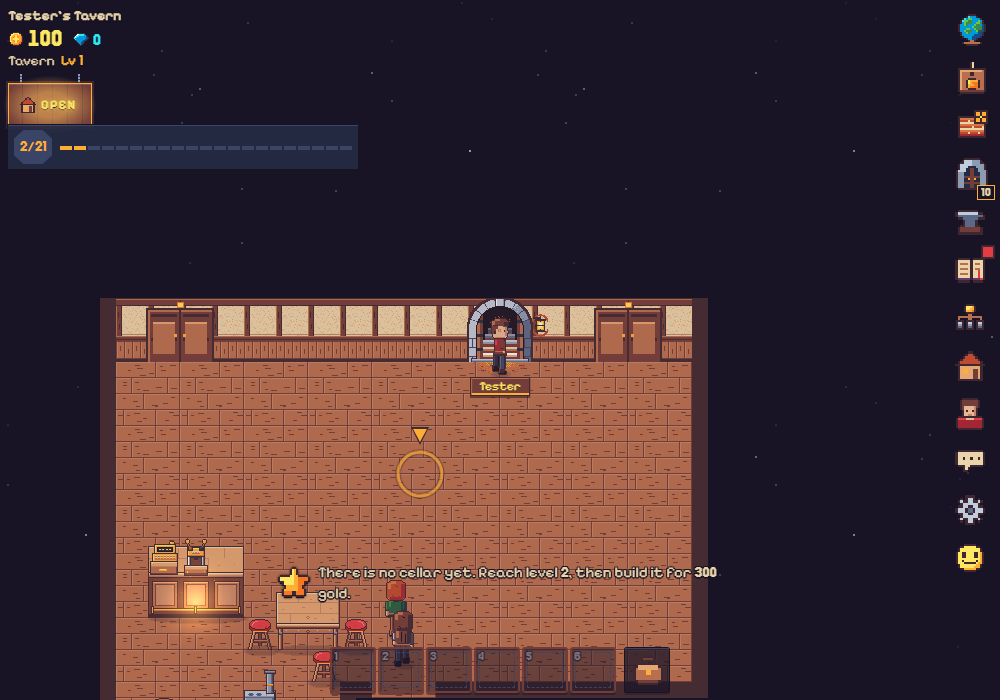 Tester's Tavern
100 0
Tavern Lv 1
OPEN
2/21
10
Tester
There is no cellar yet. Reach level 2, then build it for 300
gold.
1 2 3 4 5 6